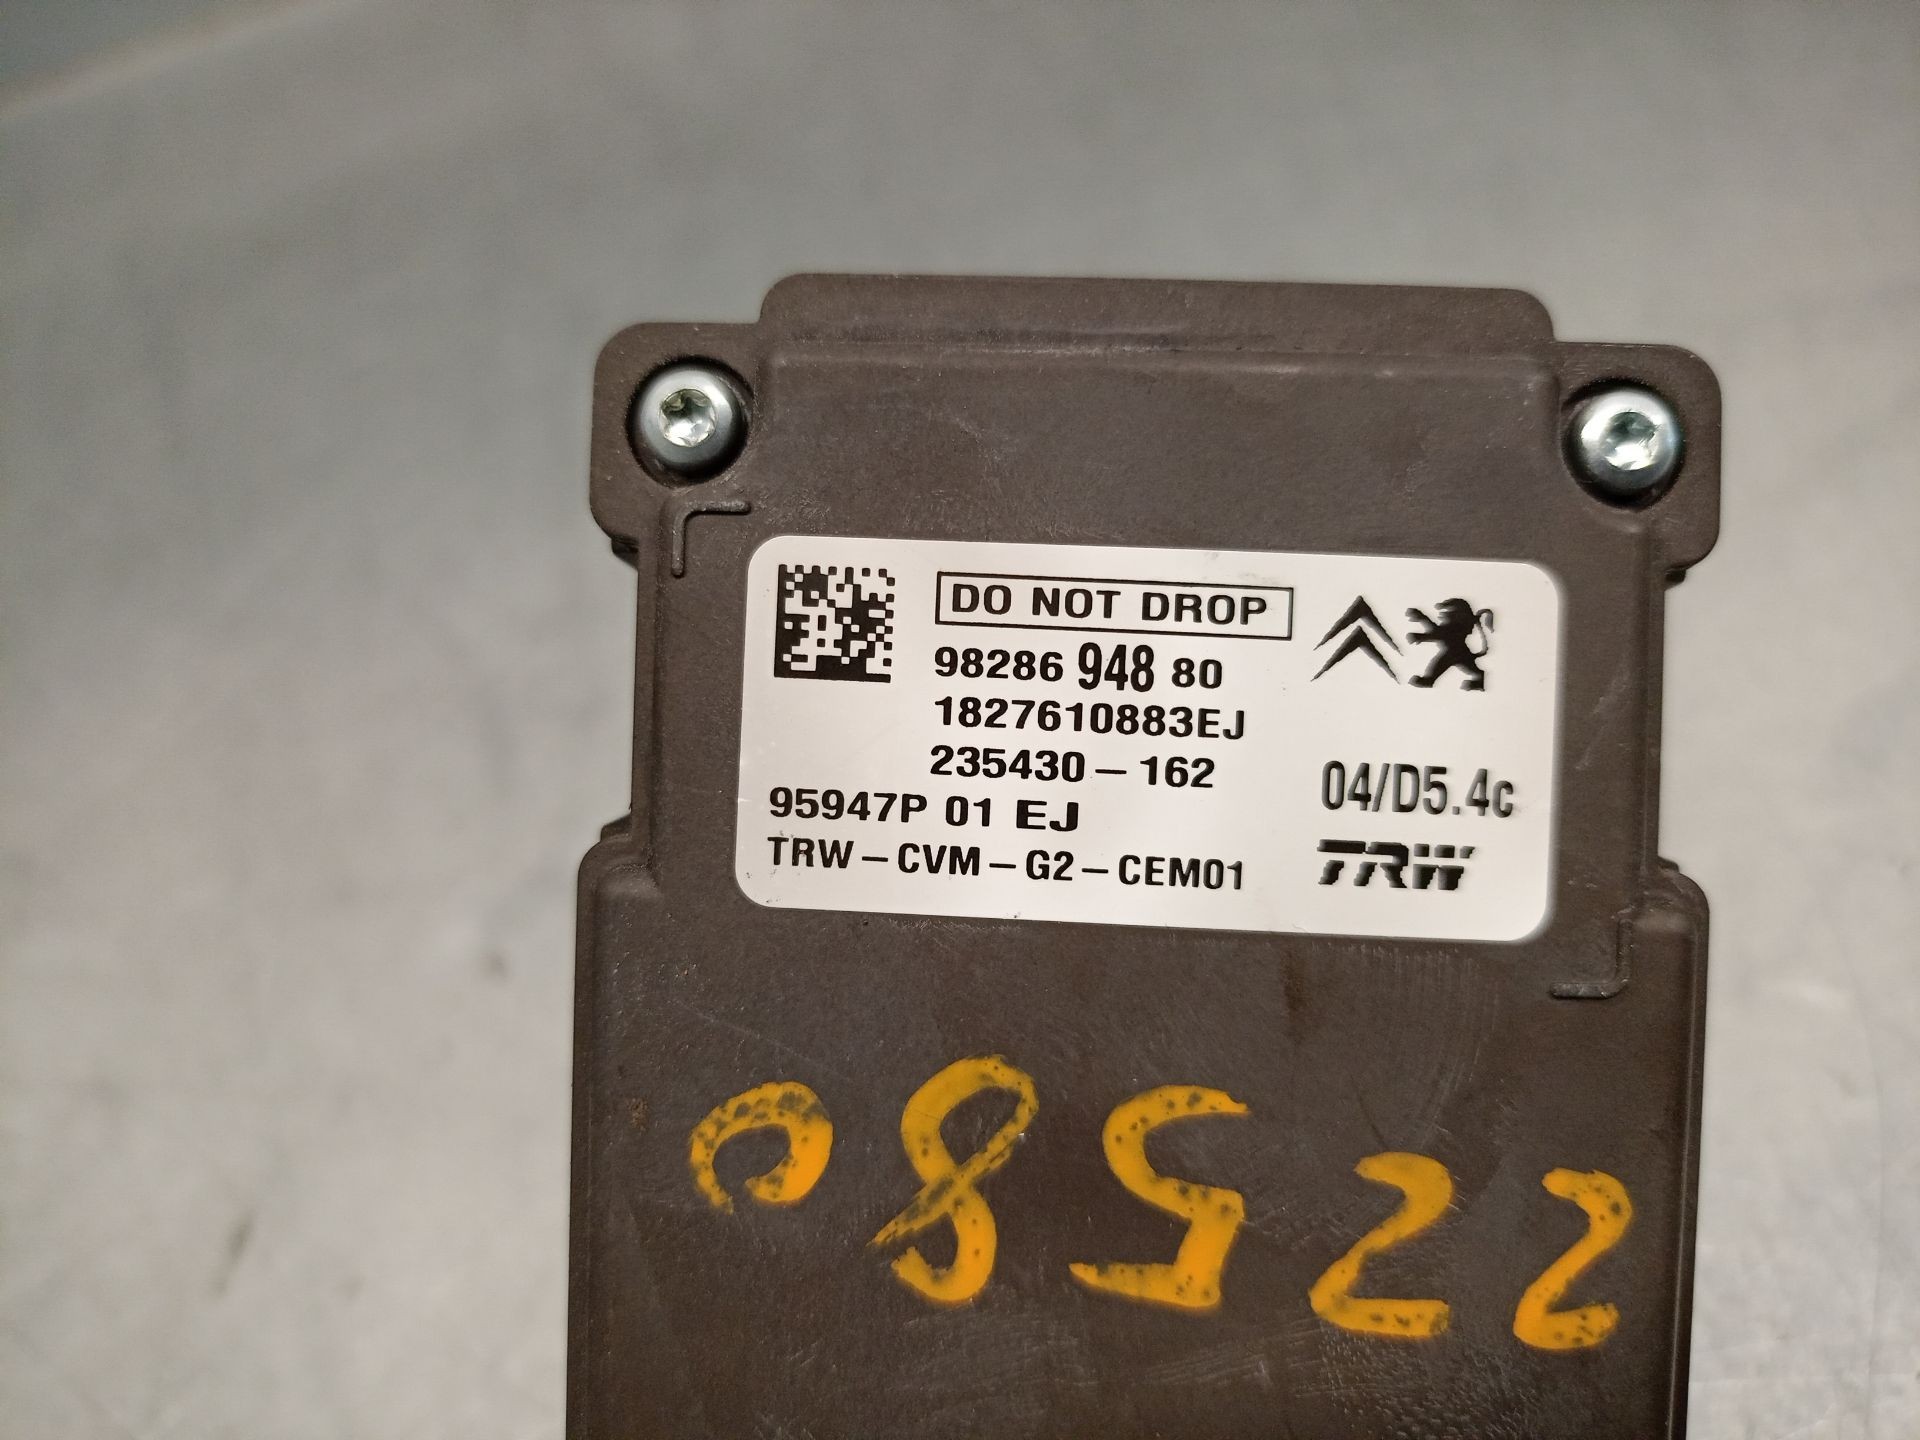 DO NOT DROP
98286 948 80
1827610883EJ
235430-162
95947P 01 EJ
04/D5.4c
TRW-CVM-G2-CEM01
TRW
22580